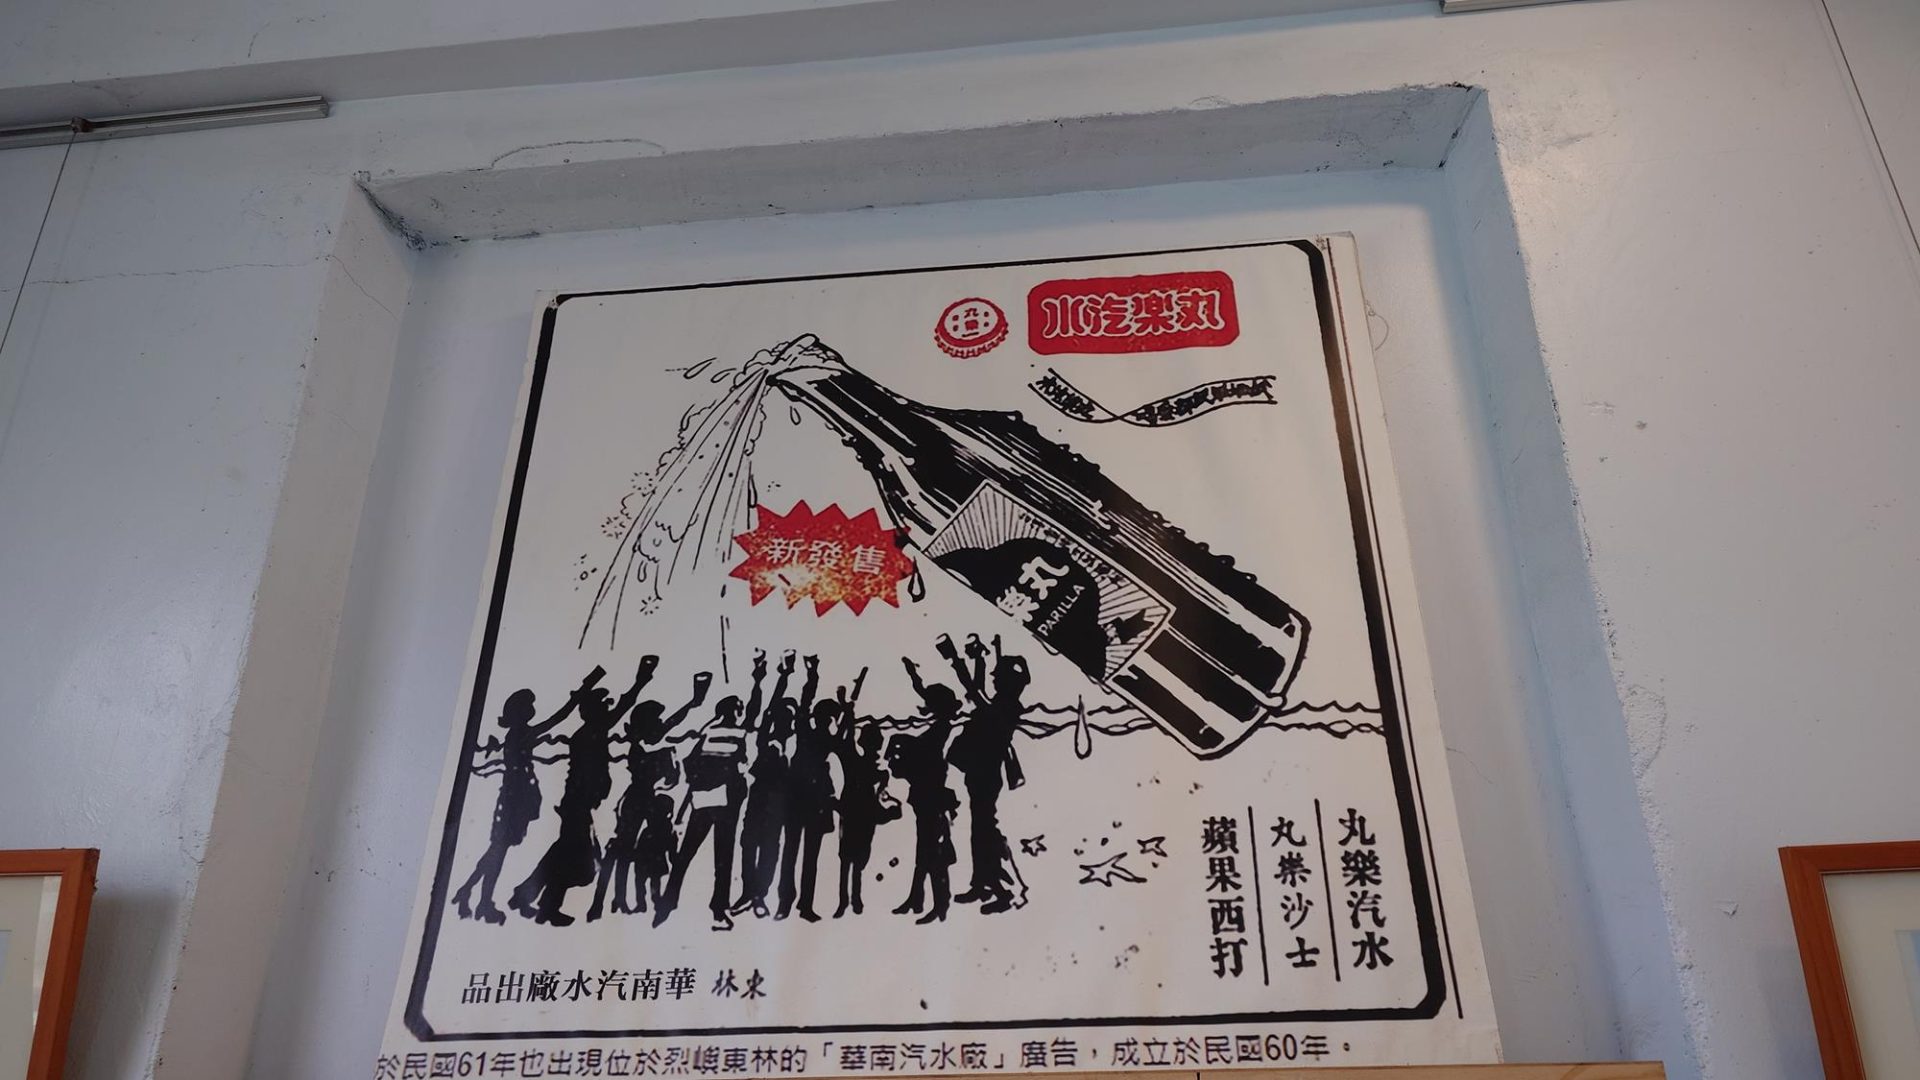 丸樂
水汽樂丸
新發售
丸樂
PARILLA
丸樂汽水
丸樂沙士
蘋果西打
品出廠水汽南華 林東
於民國61年也出現位於烈嶼東林的「華南汽水廠」廣告，成立於民國60年。